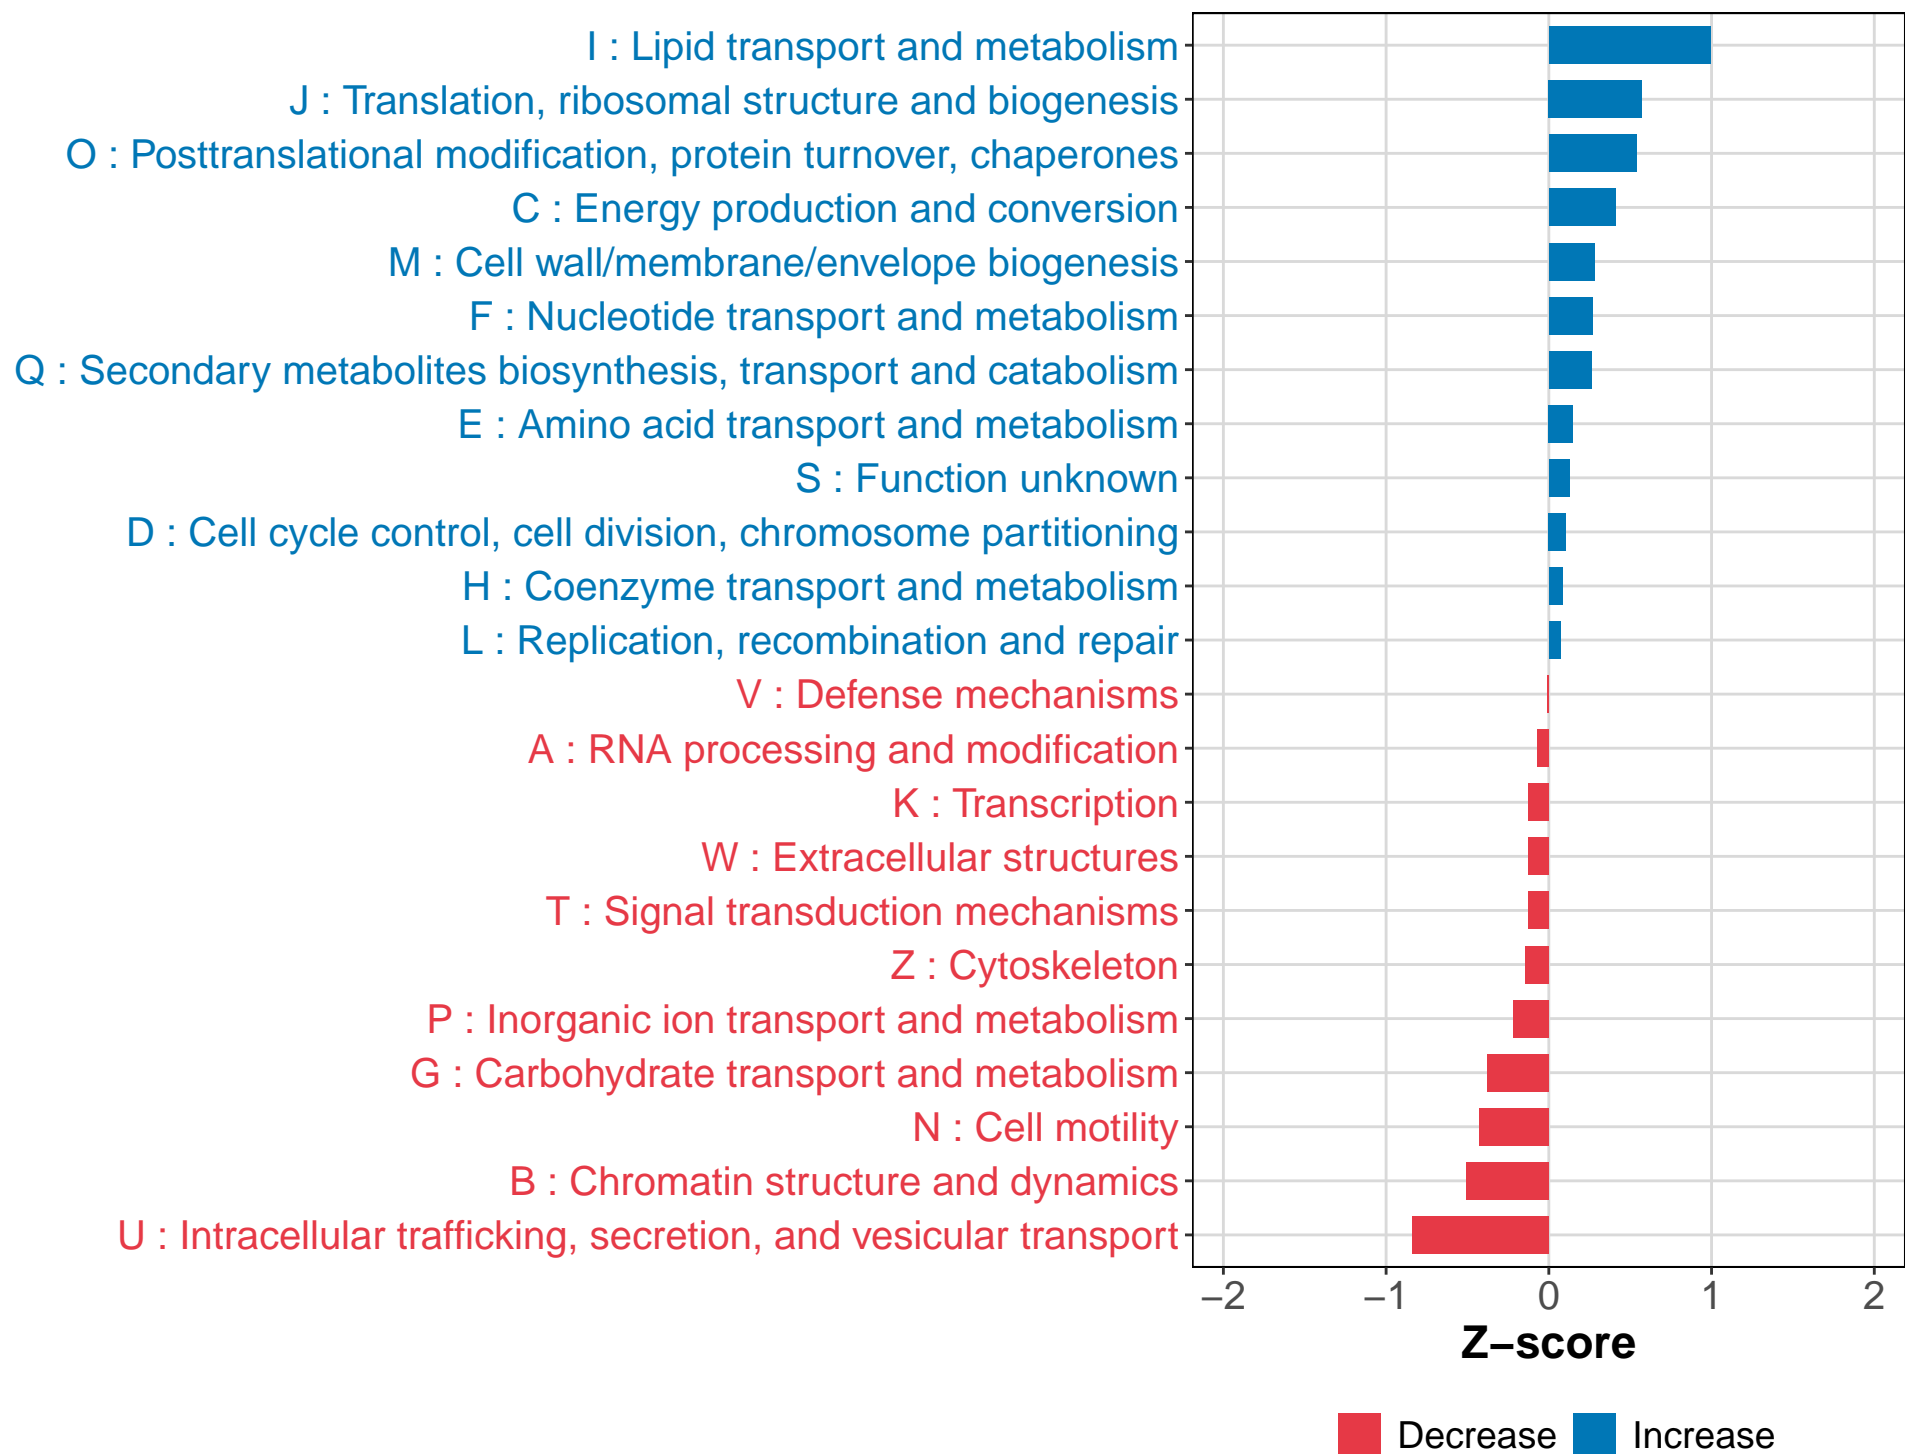 I : Lipid transport and metabolism
J : Translation, ribosomal structure and biogenesis
O : Posttranslational modification, protein turnover, chaperones
C : Energy production and conversion
M : Cell wall/membrane/envelope biogenesis
F : Nucleotide transport and metabolism
Q : Secondary metabolites biosynthesis, transport and catabolism
E : Amino acid transport and metabolism
S : Function unknown
D : Cell cycle control, cell division, chromosome partitioning
H : Coenzyme transport and metabolism
L : Replication, recombination and repair
V : Defense mechanisms
A : RNA processing and modification
K : Transcription
W : Extracellular structures
T : Signal transduction mechanisms
Z : Cytoskeleton
P : Inorganic ion transport and metabolism
G : Carbohydrate transport and metabolism
N : Cell motility
B : Chromatin structure and dynamics
U : Intracellular trafficking, secretion, and vesicular transport
−2 −1 0 1 2
Z−score
Decrease Increase